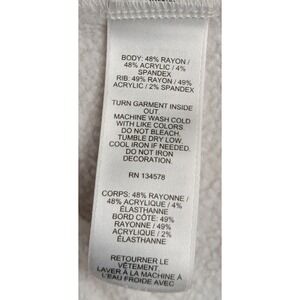 BODY: 48% RAYON /
48% ACRYLIC / 4%
SPANDEX
RIB: 49% RAYON / 49%
ACRYLIC / 2% SPANDEX
TURN GARMENT INSIDE
OUT
MACHINE WASH COLD
WITH LIKE COLORS.
DO NOT BLEACH.
TUMBLE DRY LOW.
COOL IRON IF NEEDED.
DO NOT IRON
DECORATION.
RN 134578
CORPS: 48% RAYONNE /
48% ACRYLIQUE / 4%
ÉLASTHANNE
BORD CÔTE: 49%
RAYONNE / 49%
ACRYLIQUE / 2%
ÉLASTHANNE
RETOURNER LE
VÊTEMENT.
LAVER À LA MACHINE À
L'EAU FROIDE AVEC